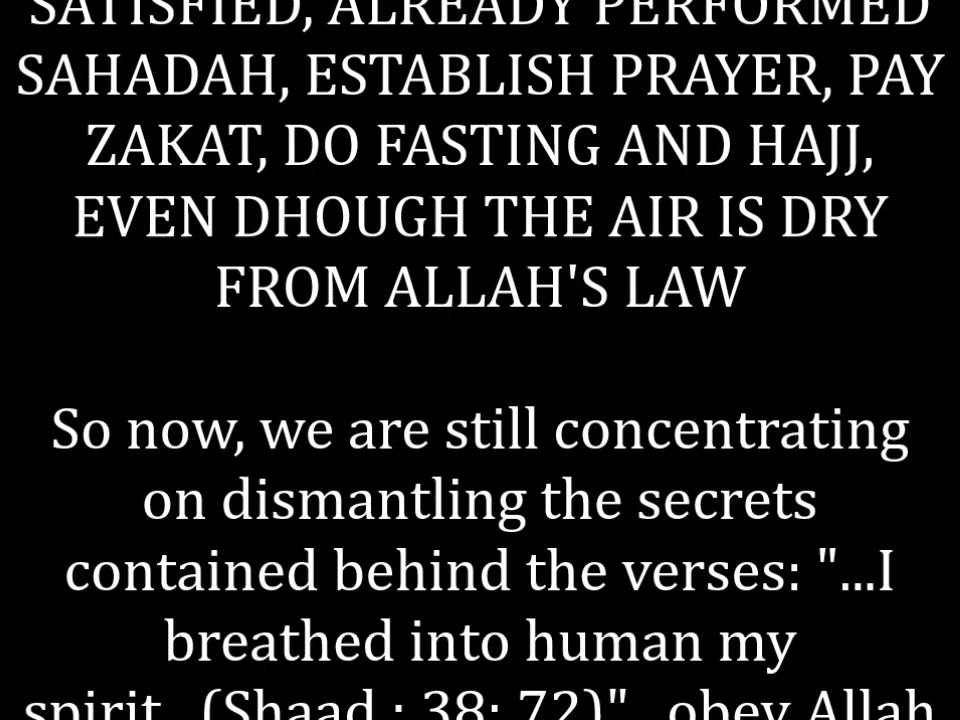 SATISFIED, ALREADY PERFORMED
SAHADAH, ESTABLISH PRAYER, PAY
ZAKAT, DO FASTING AND HAJJ,
EVEN DHOUGH THE AIR IS DRY
FROM ALLAH'S LAW
So now, we are still concentrating
on dismantling the secrets
contained behind the verses: "...I
breathed into human my
spirit...(Shaad : 38: 72)"...obey Allah